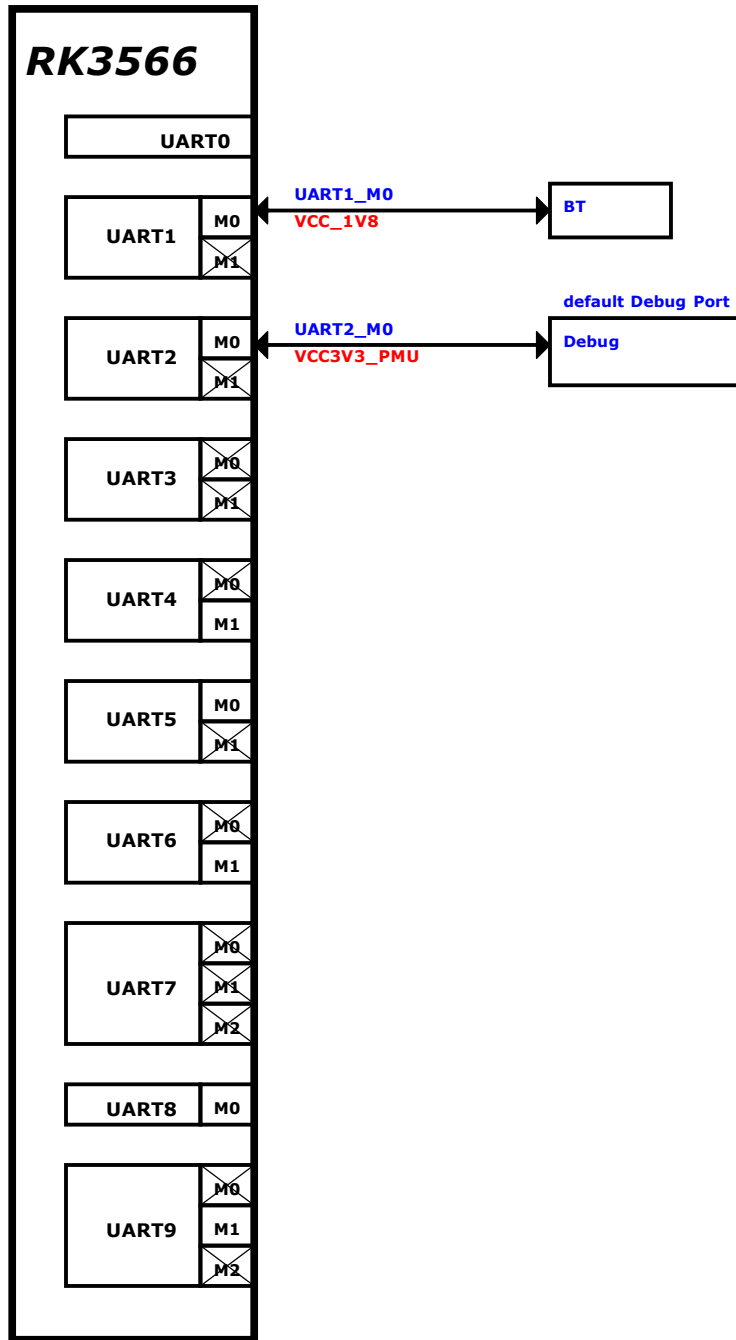 RK3566
UART0
UART1
M0
M1
UART1_M0
VCC_1V8
BT
default Debug Port
UART2
M0
M1
UART2_M0
VCC3V3_PMU
Debug
UART3
M0
M1
UART4
M0
M1
UART5
M0
M1
UART6
M0
M1
UART7
M0
M1
M2
UART8
M0
UART9
M0
M1
M2